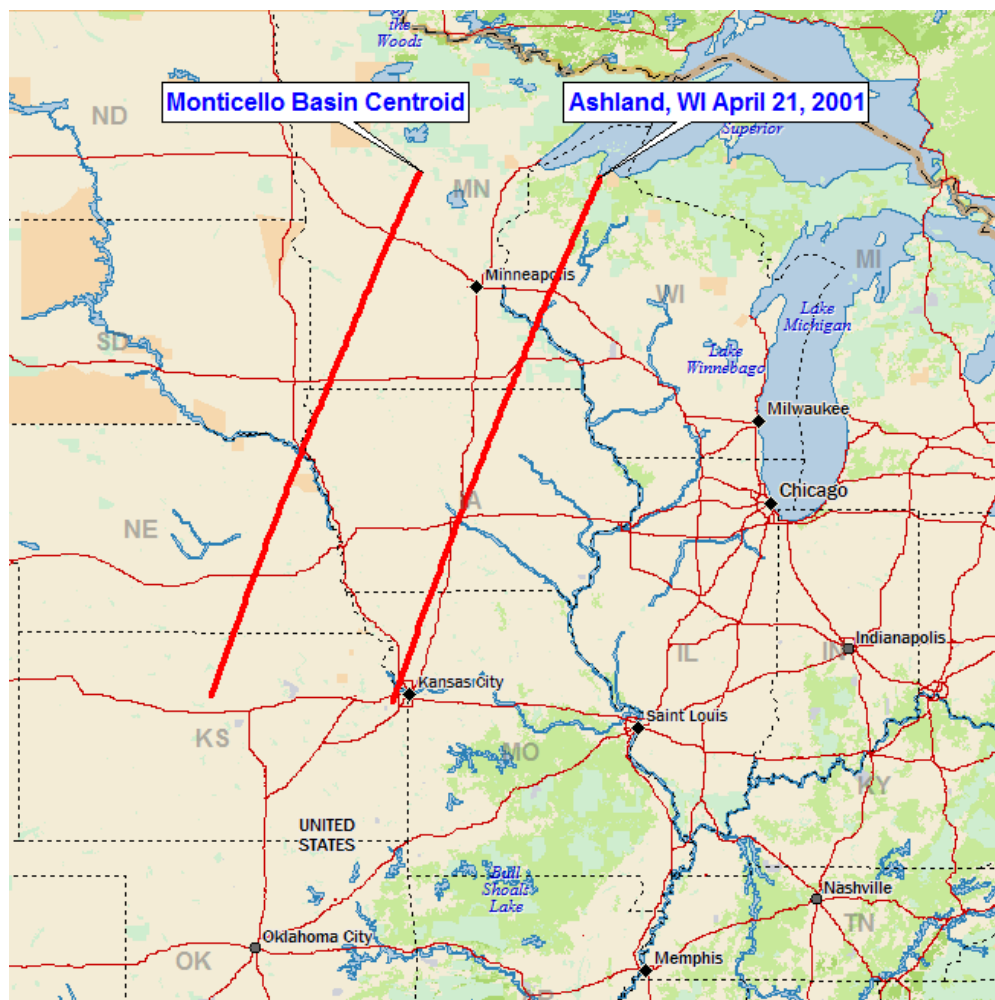 the
Woods
Monticello Basin Centroid
Ashland, WI April 21, 2001
ND
Superior
MN
Minneapolis
WI
MI
Lake
Michigan
SD
Lake
Winnebago
Milwaukee
Chicago
IA
NE
Indianapolis
IL
IN
Kansas City
Saint Louis
KS
MO
KY
UNITED
STATES
Bull
Shoals
Lake
Nashville
TN
Oklahoma City
OK
Memphis